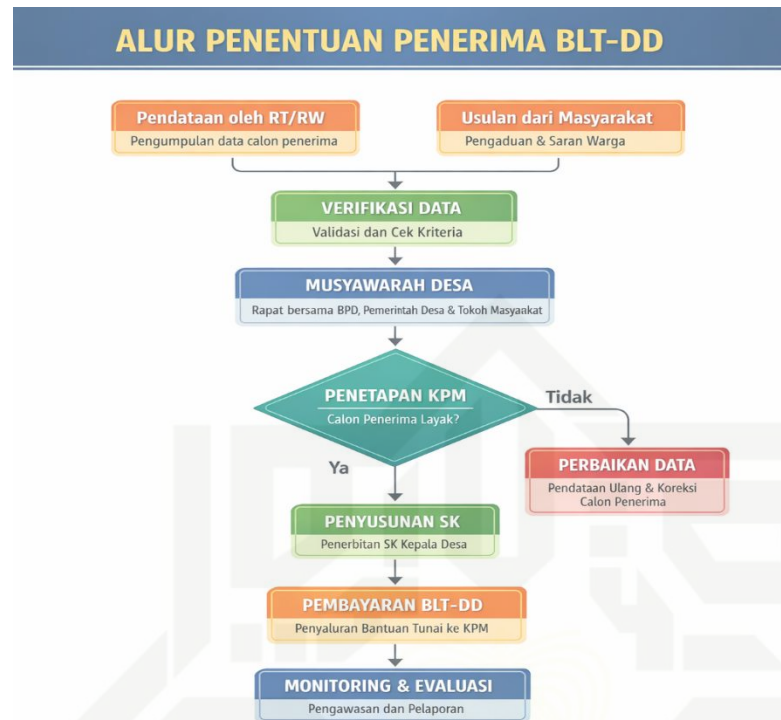 ALUR PENENTUAN PENERIMA BLT-DD
Pendataan oleh RT/RW
Pengumpulan data calon penerima
Usulan dari Masyarakat
Pengaduan & Saran Warga
VERIFIKASI DATA
Validasi dan Cek Kriteria
MUSYAWARAH DESA
Rapat bersama BPD, Pemerintah Desa & Tokoh Masyankat
PENETAPAN KPM
Calon Penerima Layak?
Tidak
Ya
PERBAIKAN DATA
Pendataan Ulang & Koreksi
Calon Penerima
PENYUSUNAN SK
Penerbitan SK Kepala Desa
PEMBAYARAN BLT-DD
Penyaluran Bantuan Tunai ke KPM
MONITORING & EVALUASI
Pengawasan dan Pelaporan